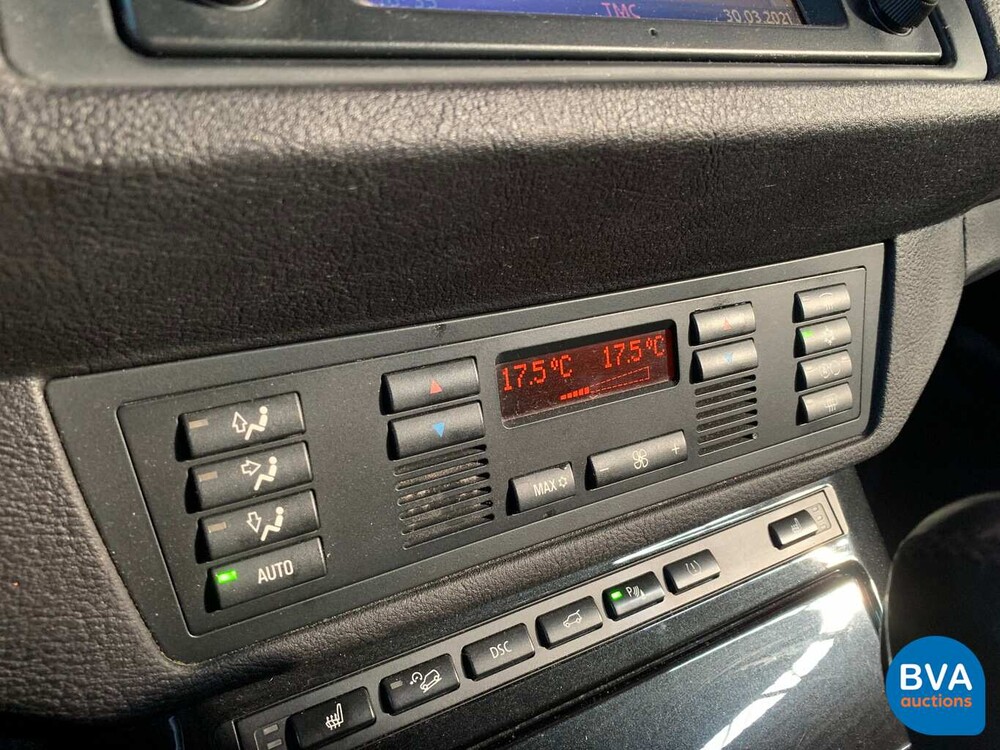 TMC 30.03.2021
17.5°C 17.5°C
MAX
- +
AUTO
DSC
P
BVA
auctions